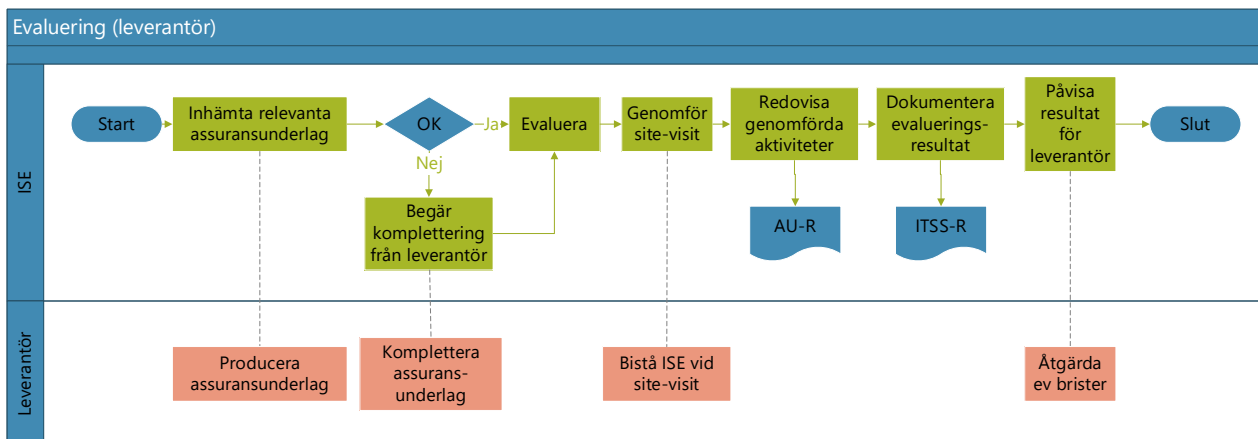 Evaluering (leverantör)
ISE
Start
Inhämta relevanta
assuransunderlag
OK
Ja
Nej
Begär
komplettering
från leverantör
Evaluera
Genomför
site-visit
Redovisa
genomförda
aktiviteter
AU-R
Dokumentera
evaluerings-
resultat
ITSS-R
Påvisa
resultat
för
leverantör
Slut
Leverantör
Producera
assuransunderlag
Komplettera
assurans-
underlag
Bistå ISE vid
site-visit
Åtgärda
ev brister